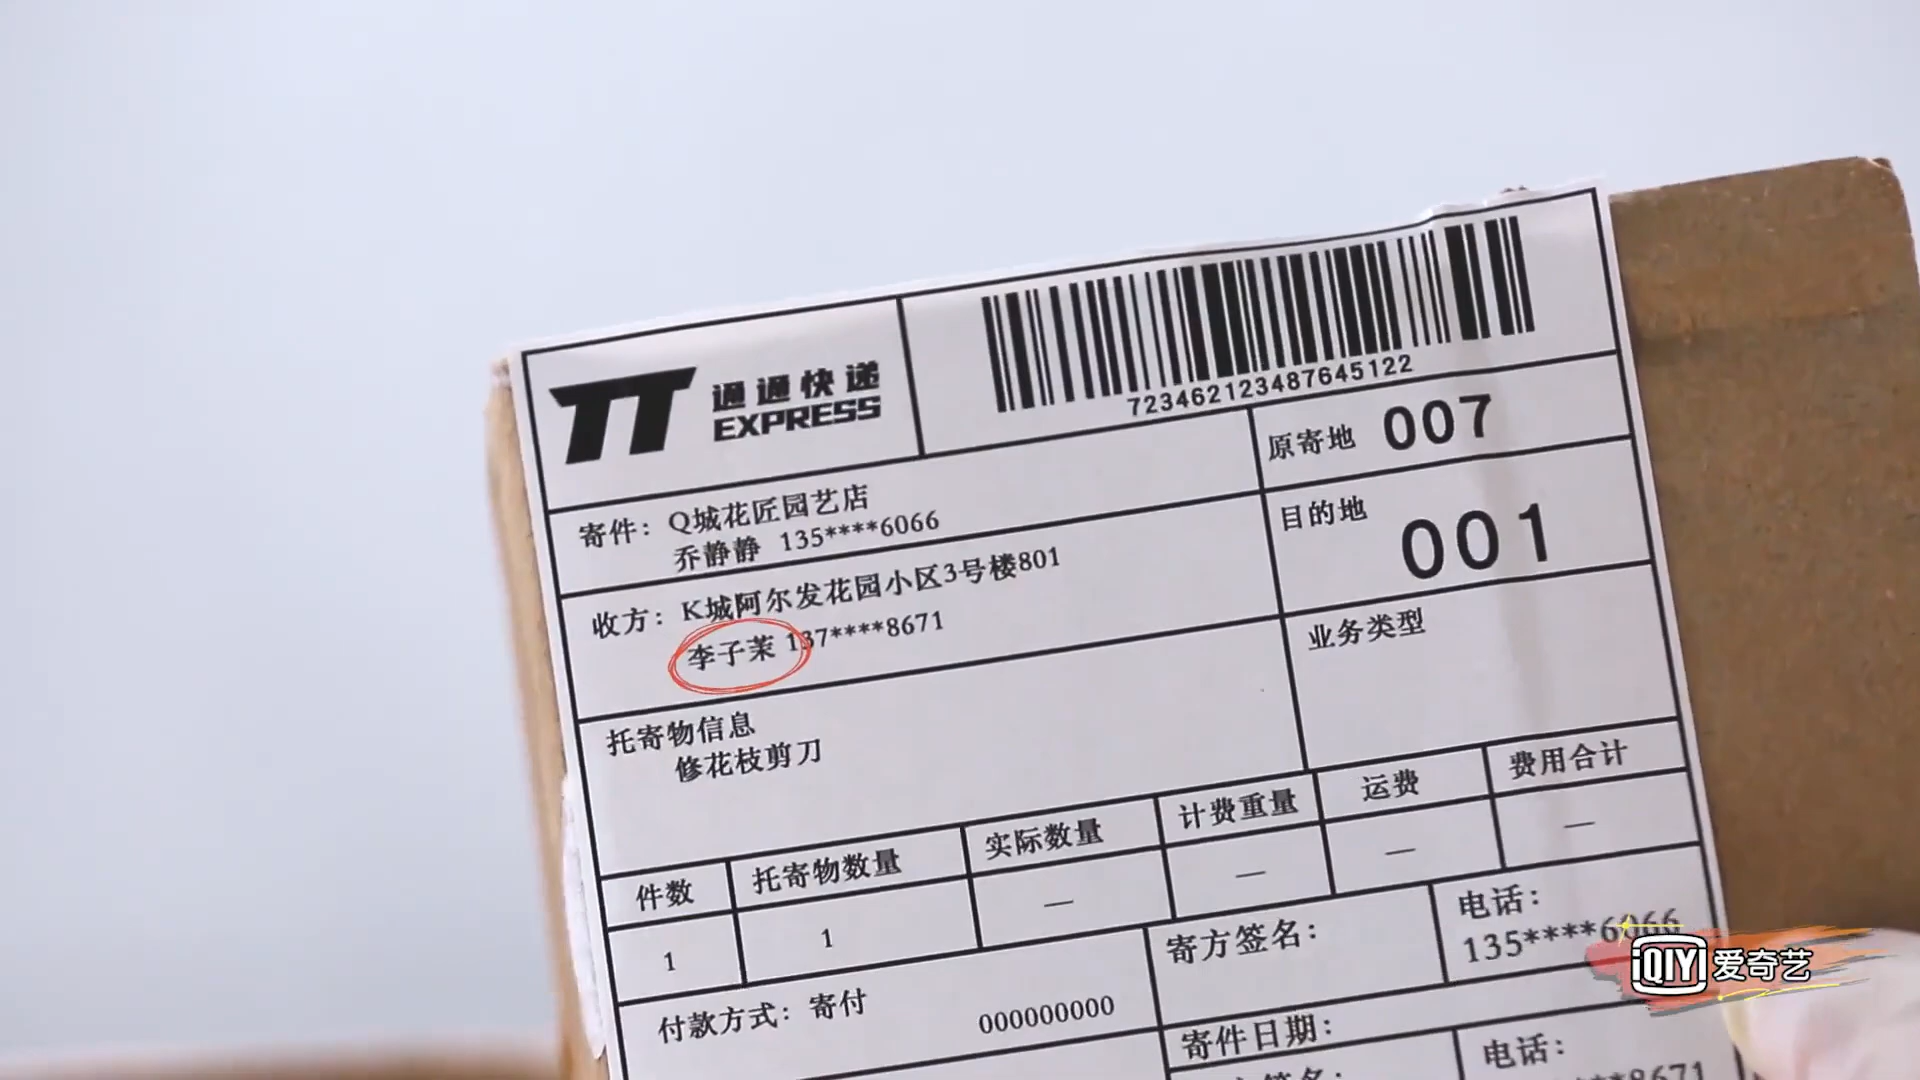 TT 通通快递
EXPRESS
723462123487645122
原寄地 007
寄件: Q城花匠园艺店
乔静静 135****6066
目的地 001
收方: K城阿尔发花园小区3号楼801
李子茉 137****8671
业务类型
托寄物信息
修花枝剪刀
件数 托寄物数量 实际数量 计费重量 运费 费用合计
1 1 — — — —
付款方式: 寄付 000000000
寄方签名:
电话:
135****6066
寄件日期:
电话:
iQIYI 爱奇艺